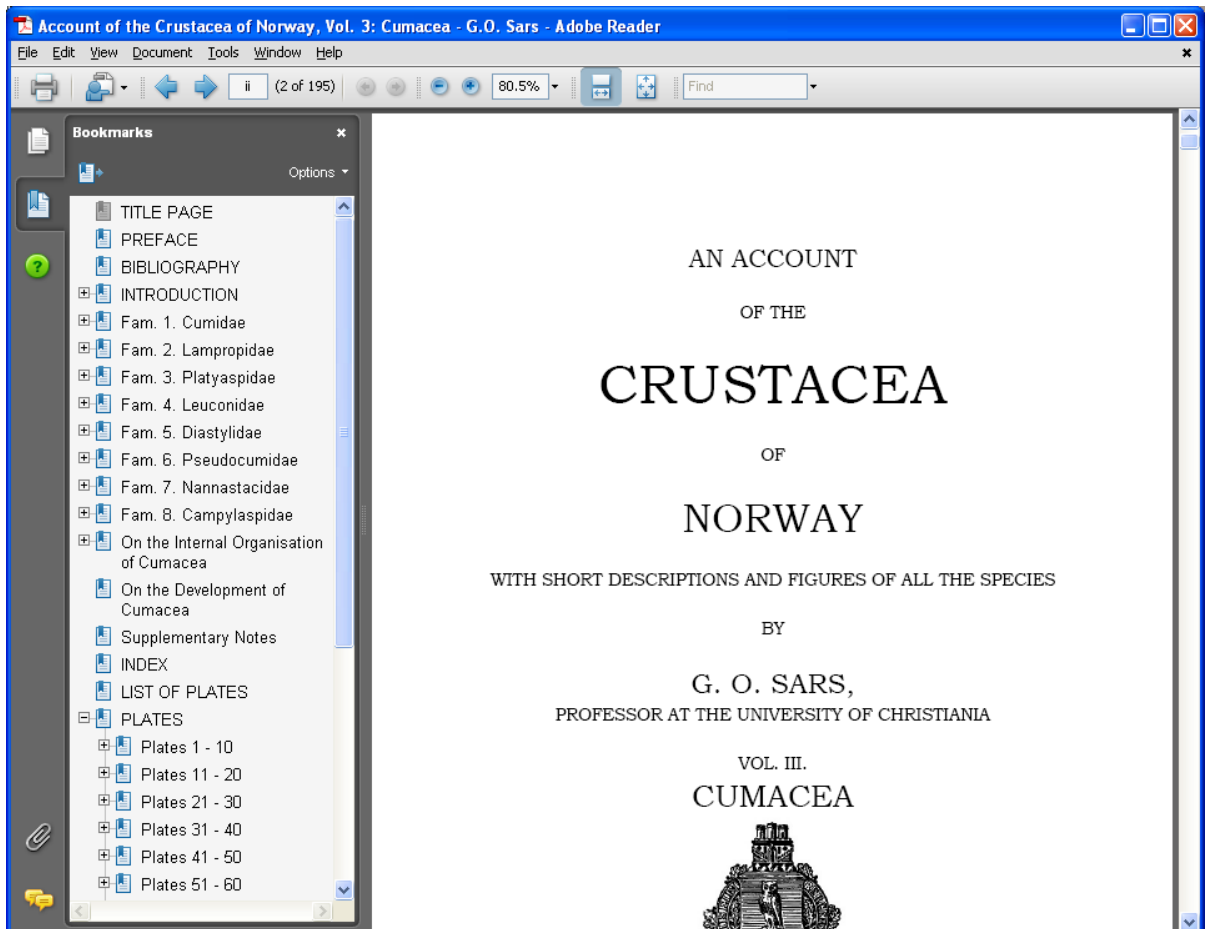 Account of the Crustacea of Norway, Vol. 3: Cumacea - G.O. Sars - Adobe Reader
File Edit View Document Tools Window Help
ii (2 of 195) 80.5% Find
Bookmarks
Options
TITLE PAGE
PREFACE
BIBLIOGRAPHY
INTRODUCTION
Fam. 1. Cumidae
Fam. 2. Lampropidae
Fam. 3. Platyaspidae
Fam. 4. Leuconidae
Fam. 5. Diastylidae
Fam. 6. Pseudocumidae
Fam. 7. Nannastacidae
Fam. 8. Campylaspidae
On the Internal Organisation
of Cumacea
On the Development of
Cumacea
Supplementary Notes
INDEX
LIST OF PLATES
PLATES
Plates 1 - 10
Plates 11 - 20
Plates 21 - 30
Plates 31 - 40
Plates 41 - 50
Plates 51 - 60
AN ACCOUNT
OF THE
CRUSTACEA
OF
NORWAY
WITH SHORT DESCRIPTIONS AND FIGURES OF ALL THE SPECIES
BY
G. O. SARS,
PROFESSOR AT THE UNIVERSITY OF CHRISTIANIA
VOL. III.
CUMACEA